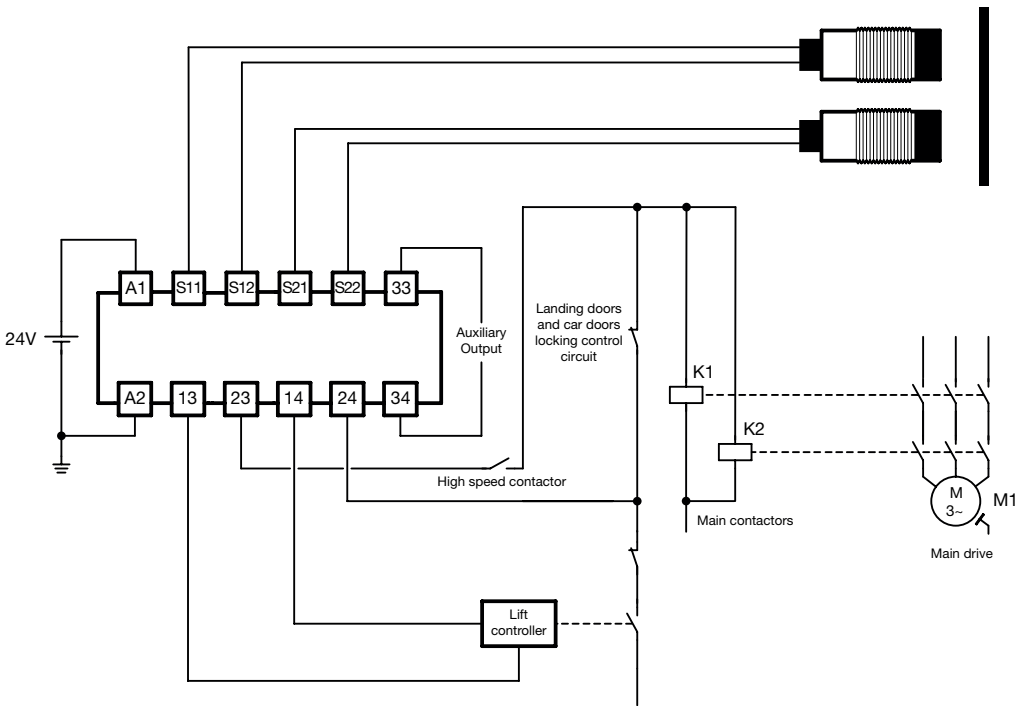 A1
S11
S12
S21
S22
33
24V
Auxiliary
Output
Landing doors
and car doors
locking control
circuit
K1
K2
A2
13
23
14
24
34
High speed contactor
Main contactors
M
3~
M1
Main drive
Lift
controller